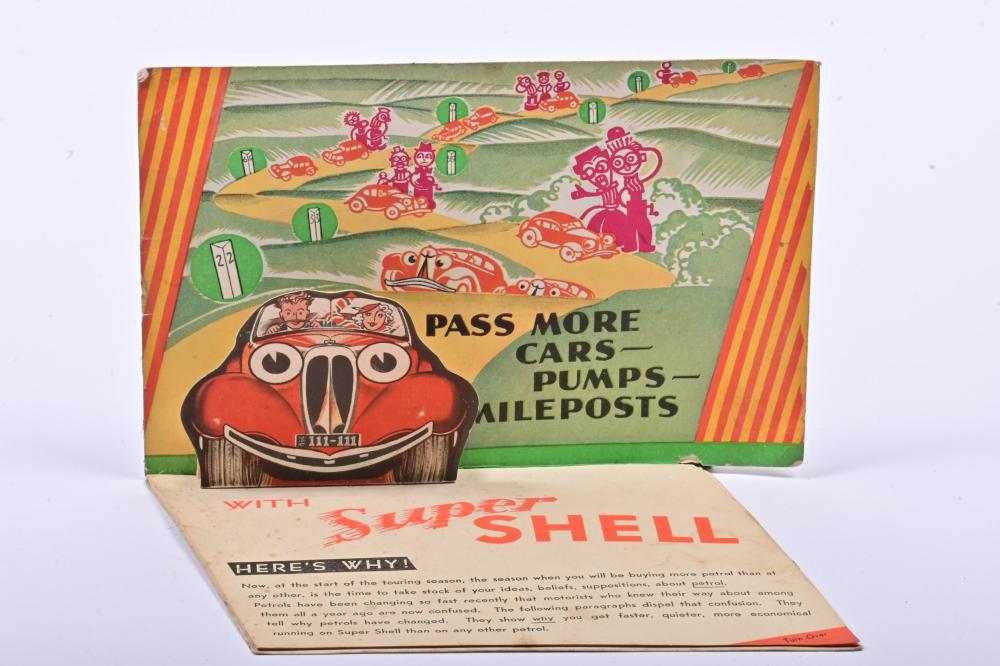 22
PASS MORE
CARS—
PUMPS—
MILEPOSTS
111-111
WITH Super SHELL
HERE'S WHY!
Now, at the start of the touring season, the season when you will be buying more petrol than at
any other, is the time to take stock of your ideas, beliefs, suppositions, about petrol.
Petrols have been changing so fast recently that motorists who knew their way about among
them all a year ago are now confused. The following paragraphs dispel that confusion. They
tell why petrols have changed. They show why you get faster, quieter, more economical
running on Super Shell than on any other petrol.
Turn Over